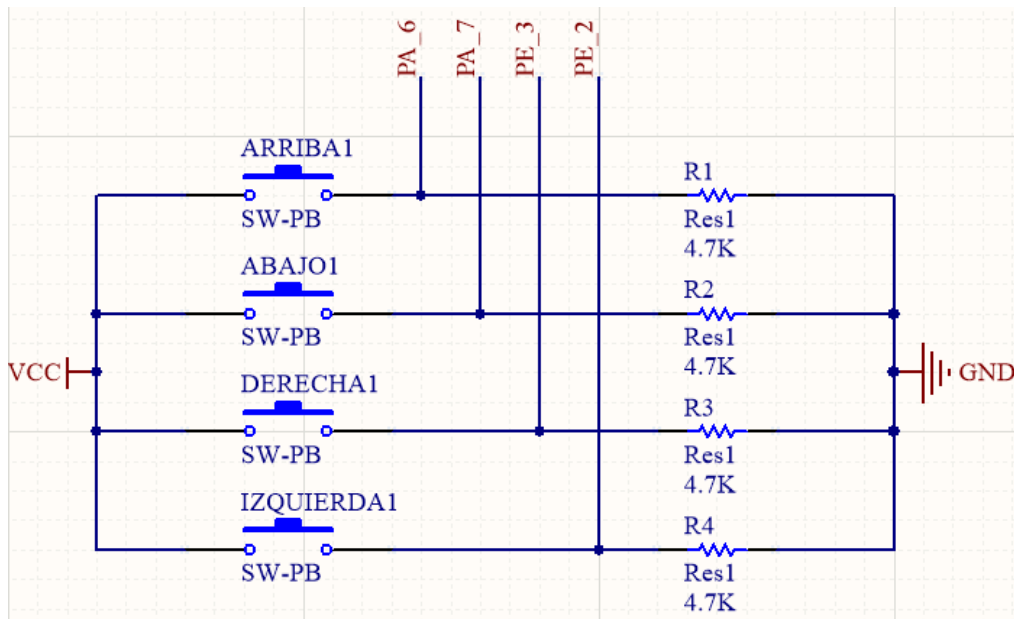 PA_6
PA_7
PE_3
PE_2
ARRIBA1
SW-PB
R1
Res1
4.7K
ABAJO1
SW-PB
R2
Res1
4.7K
VCC
GND
DERECHA1
SW-PB
R3
Res1
4.7K
IZQUIERDA1
SW-PB
R4
Res1
4.7K